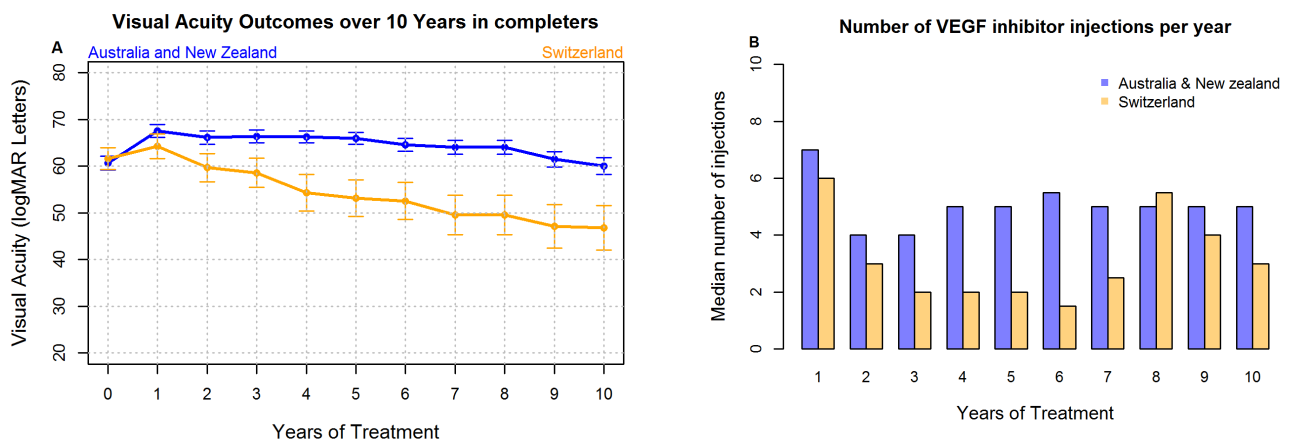 Visual Acuity Outcomes over 10 Years in completers
A
Australia and New Zealand
Switzerland
Visual Acuity (logMAR Letters)
80
70
60
50
40
30
20
0 1 2 3 4 5 6 7 8 9 10
Years of Treatment
Number of VEGF inhibitor injections per year
B
Australia & New zealand
Switzerland
Median number of injections
10
8
6
4
2
0
1 2 3 4 5 6 7 8 9 10
Years of Treatment